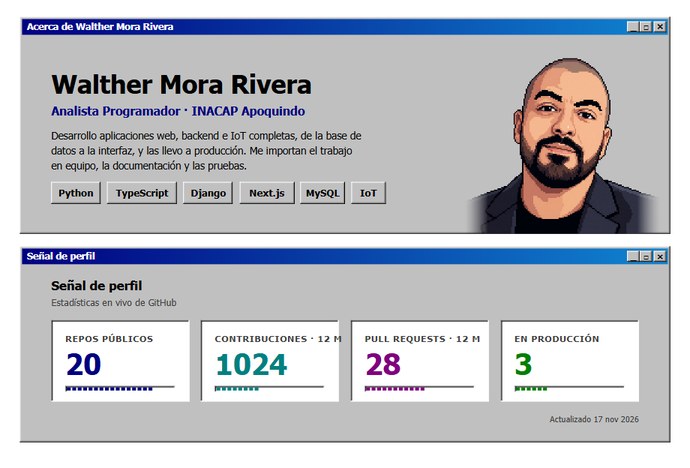 Acerca de Walther Mora Rivera
Walther Mora Rivera
Analista Programador · INACAP Apoquindo
Desarrollo aplicaciones web, backend e IoT completas, de la base de
datos a la interfaz, y las llevo a producción. Me importan el trabajo
en equipo, la documentación y las pruebas.
Python TypeScript Django Next.js MySQL IoT
Señal de perfil
Señal de perfil
Estadísticas en vivo de GitHub
REPOS PÚBLICOS CONTRIBUCIONES · 12 M PULL REQUESTS · 12 M EN PRODUCCIÓN
20 1024 28 3
Actualizado 17 nov 2026